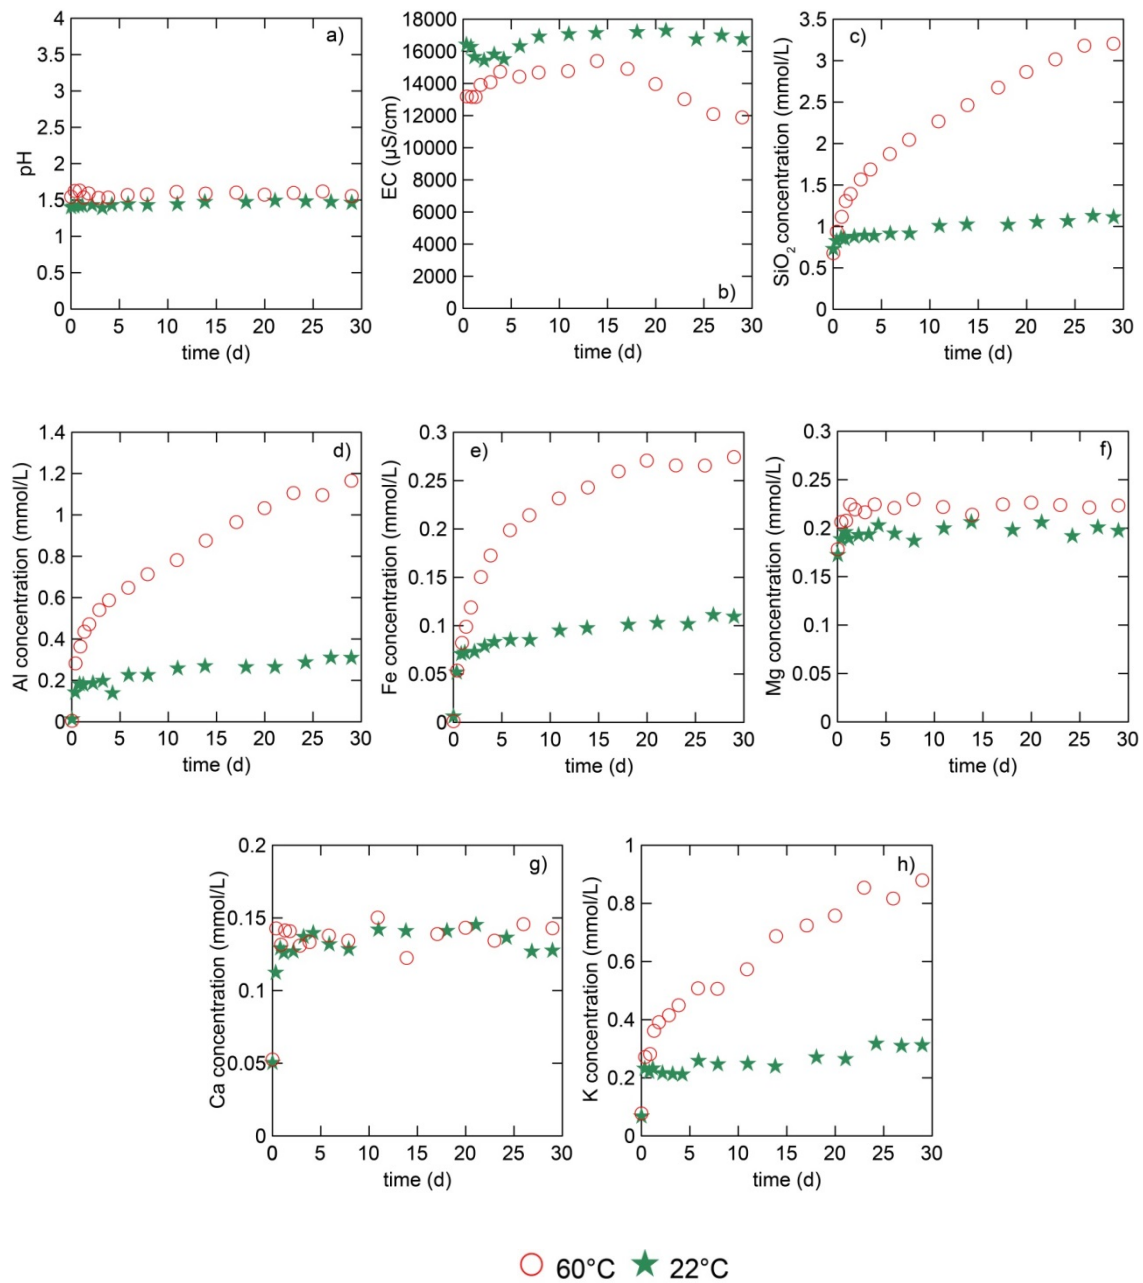 a)
pH
4
3.5
3
2.5
2
1.5
1
0.5
0
0 5 10 15 20 25 30
time (d)
b)
EC (µS/cm)
18000
16000
14000
12000
10000
8000
6000
4000
2000
0
0 5 10 15 20 25 30
time (d)
c)
SiO₂ concentration (mmol/L)
3.5
3
2.5
2
1.5
1
0.5
0
0 5 10 15 20 25 30
time (d)
d)
Al concentration (mmol/L)
1.4
1.2
1
0.8
0.6
0.4
0.2
0
0 5 10 15 20 25 30
time (d)
e)
Fe concentration (mmol/L)
0.3
0.25
0.2
0.15
0.1
0.05
0
0 5 10 15 20 25 30
time (d)
f)
Mg concentration (mmol/L)
0.3
0.25
0.2
0.15
0.1
0.05
0
0 5 10 15 20 25 30
time (d)
g)
Ca concentration (mmol/L)
0.2
0.15
0.1
0.05
0
0 5 10 15 20 25 30
time (d)
h)
K concentration (mmol/L)
1
0.8
0.6
0.4
0.2
0
0 5 10 15 20 25 30
time (d)
60°C 22°C